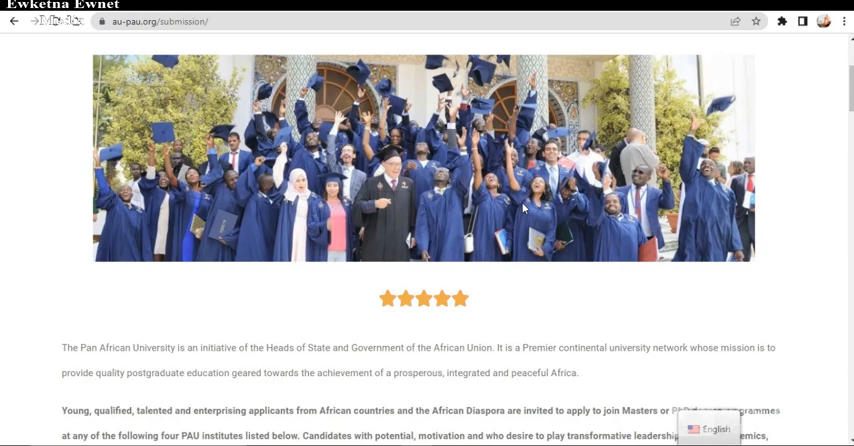 Ewketna Ewnet
au-pau.org/submission/
The Pan African University is an initiative of the Heads of State and Government of the African Union. It is a Premier continental university network whose mission is to
provide quality postgraduate education geared towards the achievement of a prosperous, integrated and peaceful Africa.
Young, qualified, talented and enterprising applicants from African countries and the African Diaspora are invited to apply to join Masters or
English
at any of the following four PAU institutes listed below. Candidates with potential, motivation and who desire to play transformative